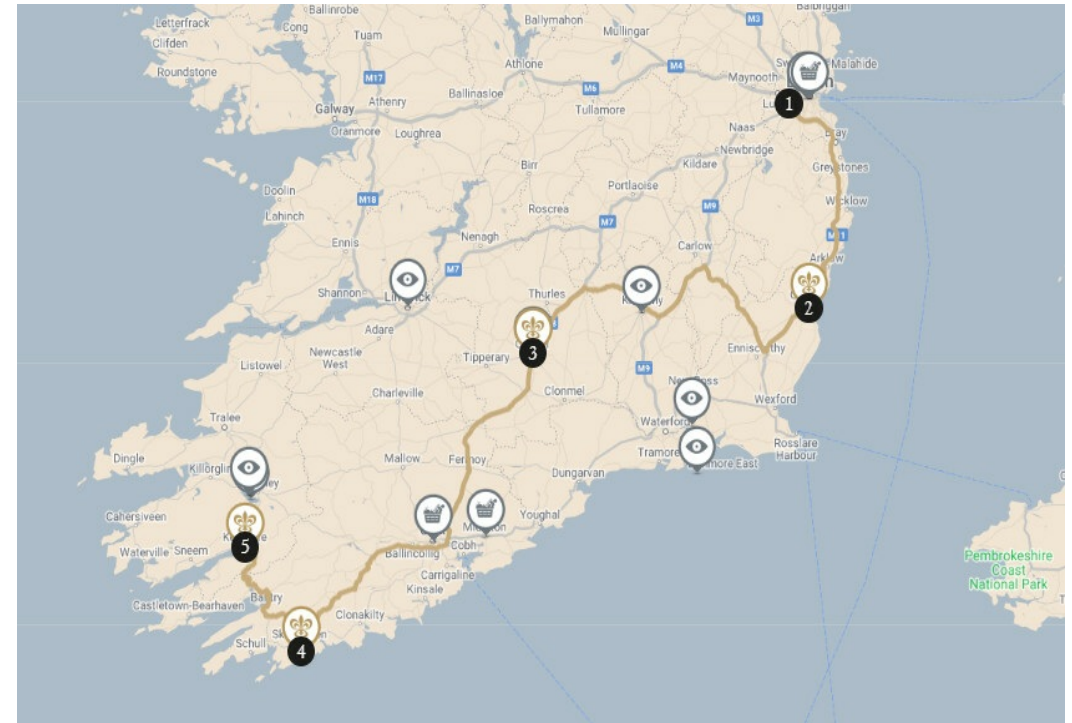 Ballinrobe
Balbriggan
Letterfrack
Cong
Ballymahon
M3
Clifden
Tuam
Mullingar
Roundstone
Athlone
M4
Maynooth
Malahide
M17
M6
Ballinasloe
Galway
Athenry
Tullamore
1
Oranmore
Loughrea
Naas
Bray
Newbridge
Birr
Kildare
Greystones
Doolin
Portlaoise
Lahinch
M18
Roscrea
M9
Wicklow
M7
Ennis
Nenagh
Carlow
M7
Arklow
Shannon
Thurles
2
Adare
3
Newcastle
West
Tipperary
Enniscorthy
Listowel
M9
Charleville
Clonmel
Wexford
Tralee
Waterford
Rosslare
Harbour
Dingle
Mallow
Fermoy
Tramore
Dungarvan
Cahersiveen
Youghal
Waterville
Sneem
5
Ballincollig
Cobh
Pembrokeshire
Coast
National Park
Carrigaline
Kinsale
Castletown-Bearhaven
Bantry
Clonakilty
Schull
4